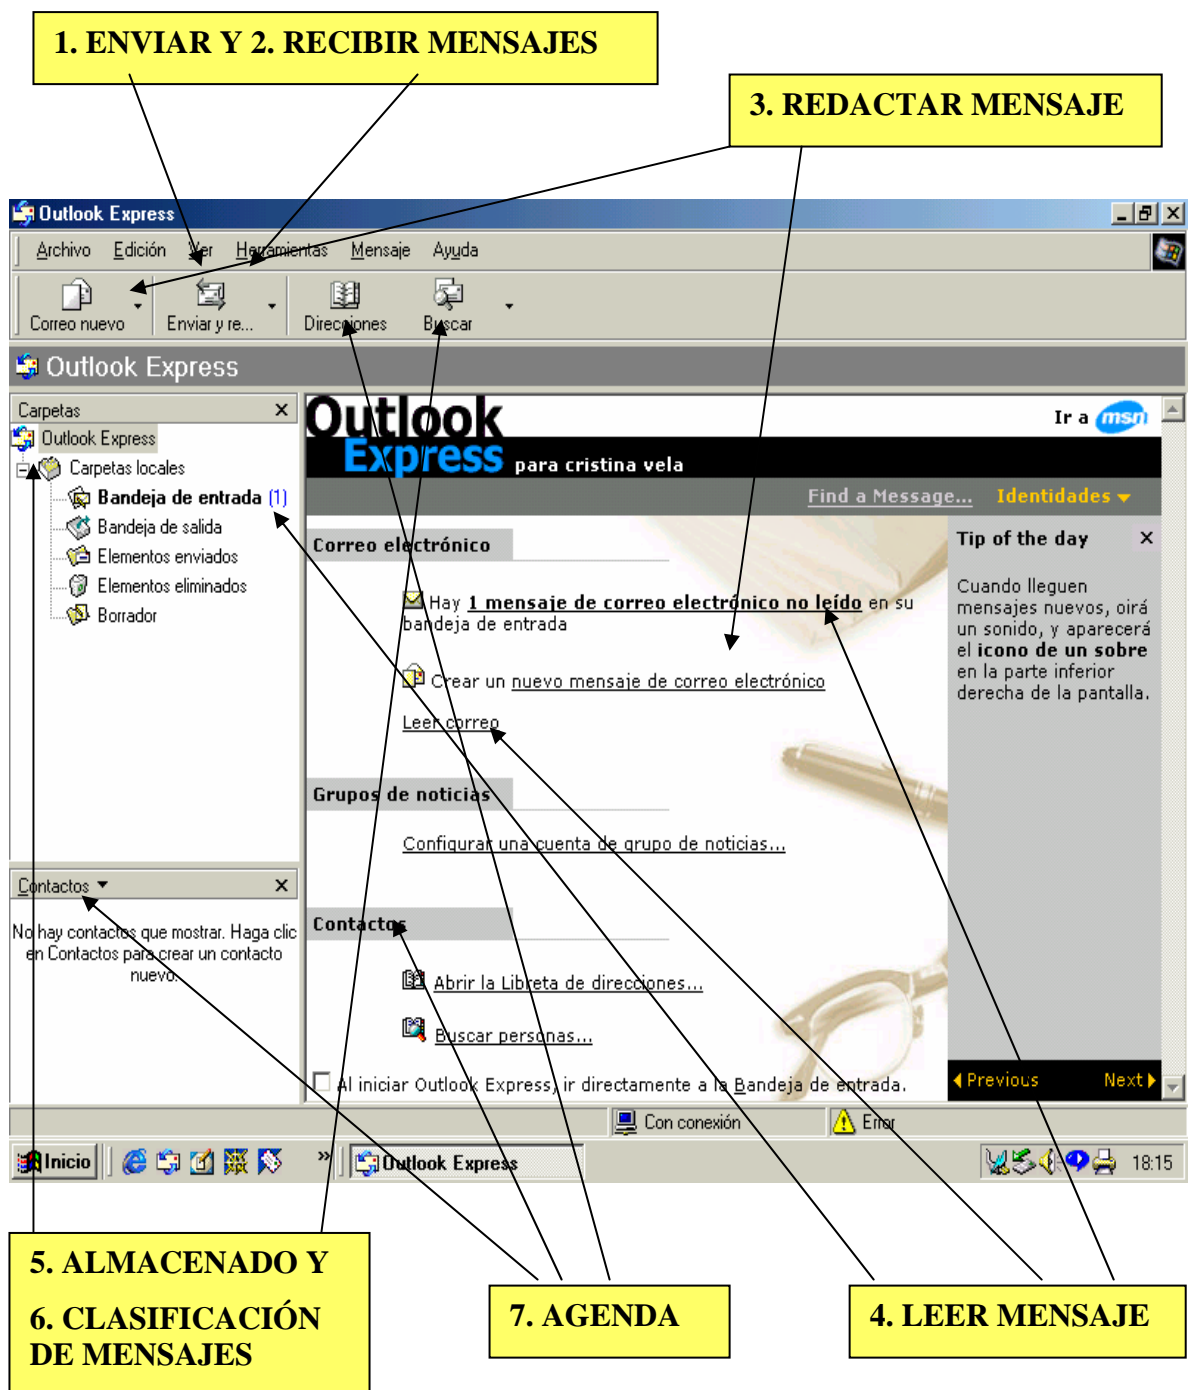 1. ENVIAR Y 2. RECIBIR MENSAJES
3. REDACTAR MENSAJE
Outlook Express
Archivo Edición Ver Herramientas Mensaje Ayuda
Correo nuevo Enviar y re... Direcciones Buscar
Outlook Express
Carpetas
Outlook Express
Carpetas locales
Bandeja de entrada (1)
Bandeja de salida
Elementos enviados
Elementos eliminados
Borrador
Contactos
No hay contactos que mostrar. Haga clic
en Contactos para crear un contacto
nuevo.
Outlook
Express para cristina vela
Ir a msn
Find a Message... Identidades
Correo electrónico
Hay 1 mensaje de correo electrónico no leído en su
bandeja de entrada
Crear un nuevo mensaje de correo electrónico
Leer correo
Grupos de noticias
Configurar una cuenta de grupo de noticias...
Contactos
Abrir la Libreta de direcciones...
Buscar personas...
Al iniciar Outlook Express, ir directamente a la Bandeja de entrada.
Tip of the day
Cuando lleguen
mensajes nuevos, oirá
un sonido, y aparecerá
el icono de un sobre
en la parte inferior
derecha de la pantalla.
Previous Next
Con conexión Error
Inicio Outlook Express 18:15
5. ALMACENADO Y
6. CLASIFICACIÓN
DE MENSAJES
7. AGENDA
4. LEER MENSAJE